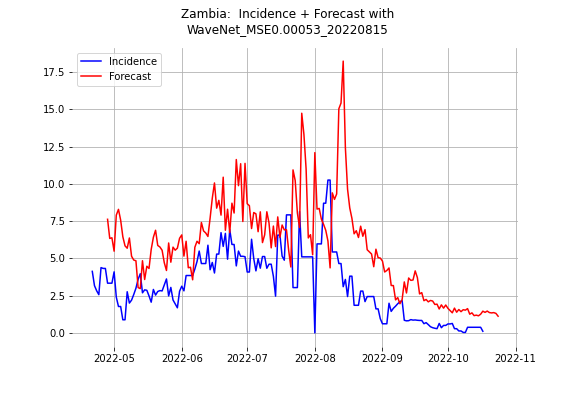 Zambia:  Incidence + Forecast with
WaveNet_MSE0.00053_20220815
Incidence
Forecast
17.5
15.0
12.5
10.0
7.5
5.0
2.5
0.0
2022-05 2022-06 2022-07 2022-08 2022-09 2022-10 2022-11